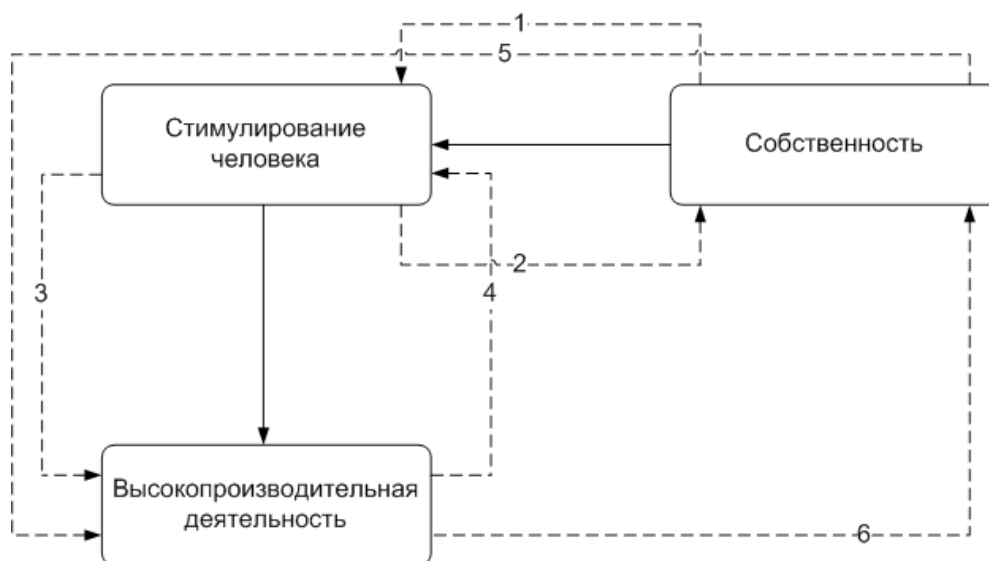 1
5
Стимулирование
человека
Собственность
2
3
4
Высокопроизводительная
деятельность
6